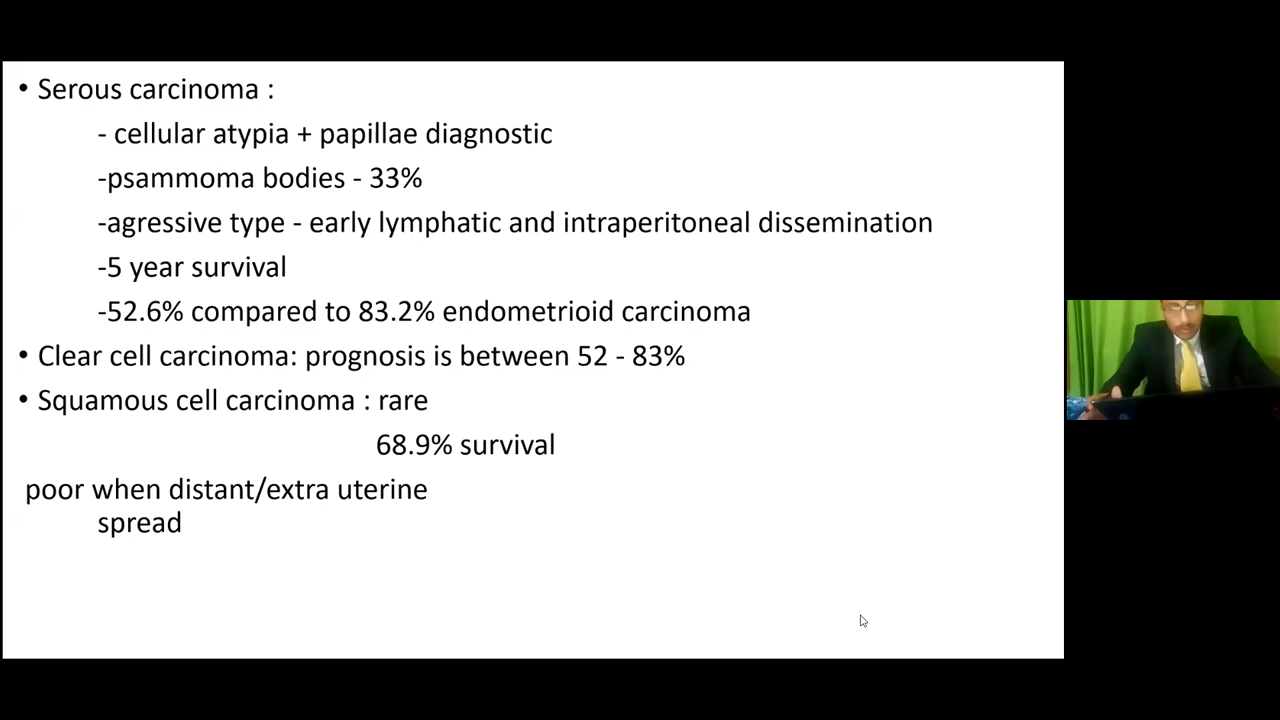 • Serous carcinoma :
- cellular atypia + papillae diagnostic
-psammoma bodies - 33%
-agressive type - early lymphatic and intraperitoneal dissemination
-5 year survival
-52.6% compared to 83.2% endometrioid carcinoma
• Clear cell carcinoma: prognosis is between 52 - 83%
• Squamous cell carcinoma : rare
68.9% survival
poor when distant/extra uterine
spread